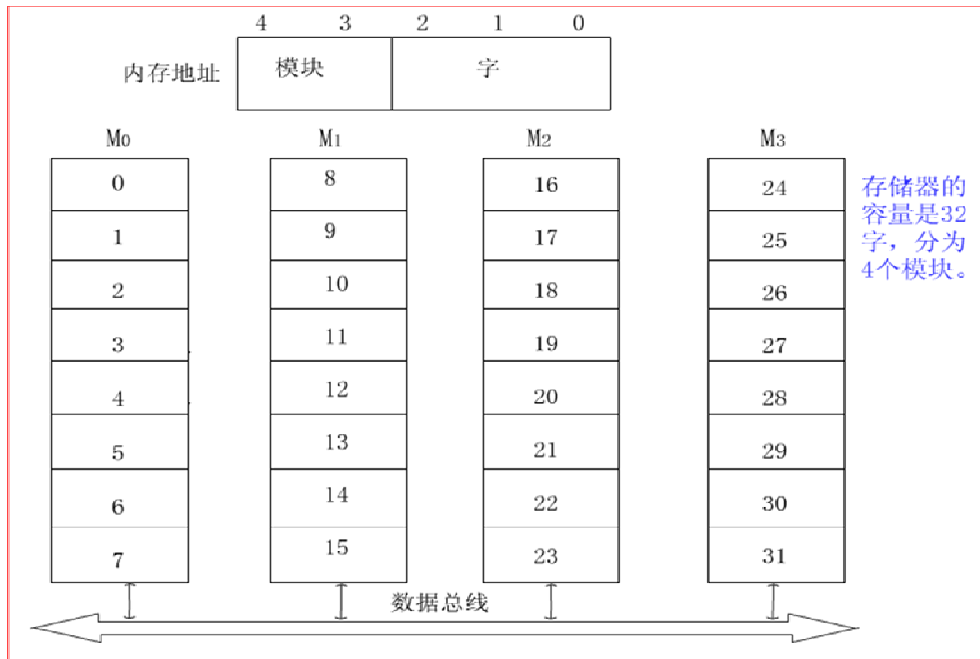 4 3 2 1 0
内存地址 模块 字
M0 M1 M2 M3
0 8 16 24
1 9 17 25
2 10 18 26
3 11 19 27
4 12 20 28
5 13 21 29
6 14 22 30
7 15 23 31
存储器的
容量是32
字，分为
4个模块。
数据总线